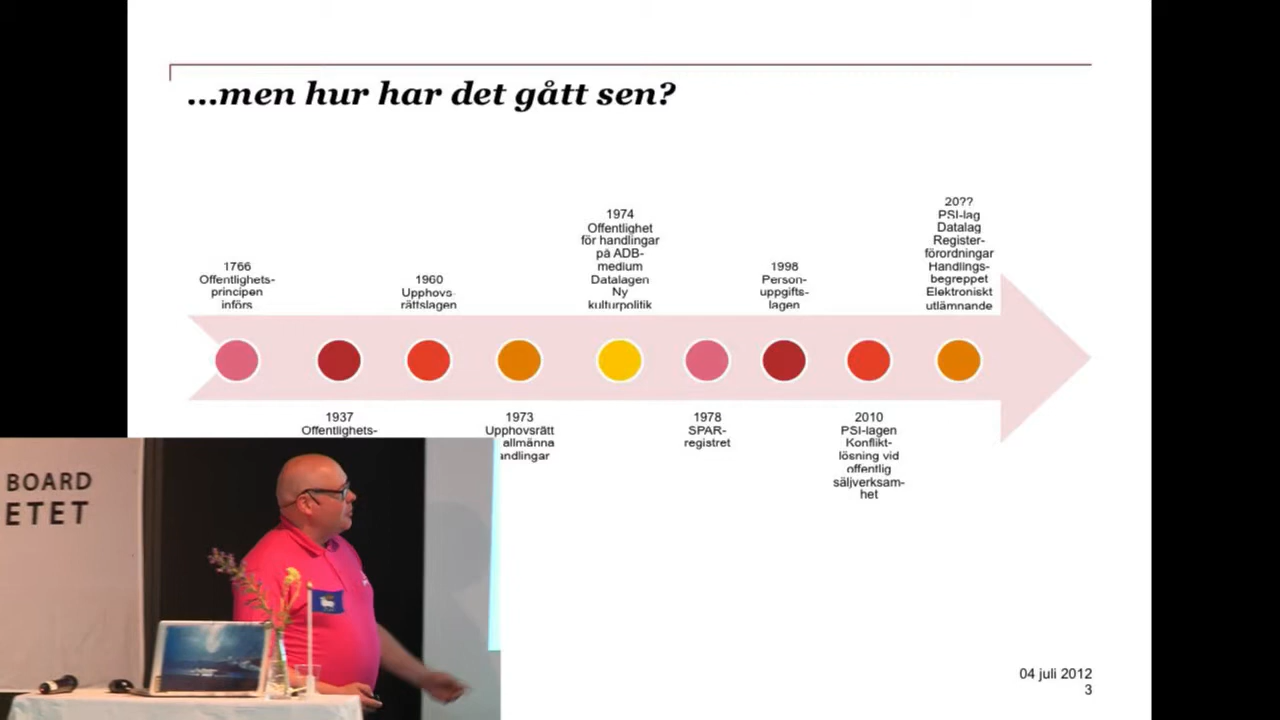 ...men hur har det gått sen?
1766
Offentlighets-
principen
införs
1937
Offentlighets-
1960
Upphovs-
rättslagen
1973
Upphovsrätt
allmänna
andlingar
1974
Offentlighet
för handlingar
på ADB-
medium
Datalagen
Ny
kulturpolitik
1978
SPAR-
registret
1998
Person-
uppgifts-
lagen
2010
PSI-lagen
Konflikt-
lösning vid
offentlig
säljverksam-
het
20??
PSI-lag
Datalag
Register-
förordningar
Handlings-
begreppet
Elektroniskt
utlämnande
BOARD
ETET
04 juli 2012
3